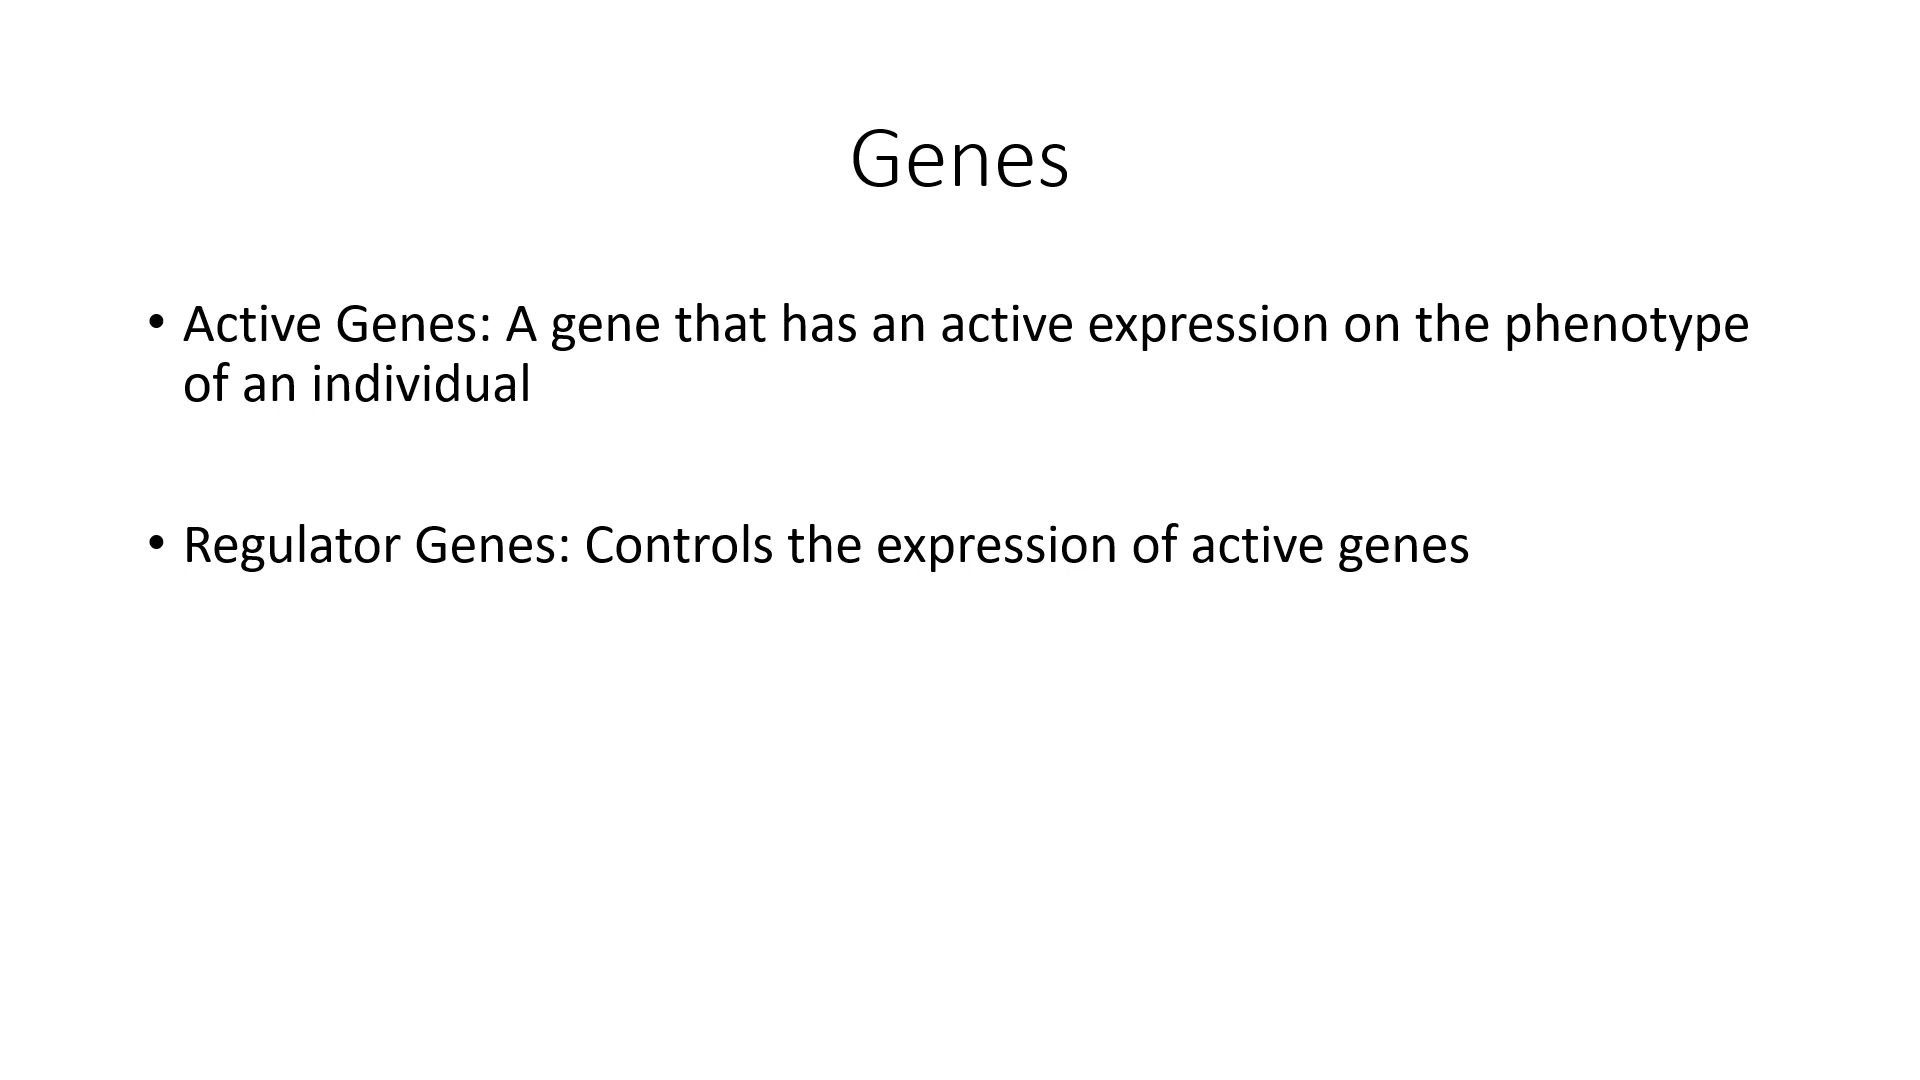 Genes
• Active Genes: A gene that has an active expression on the phenotype
of an individual
• Regulator Genes: Controls the expression of active genes